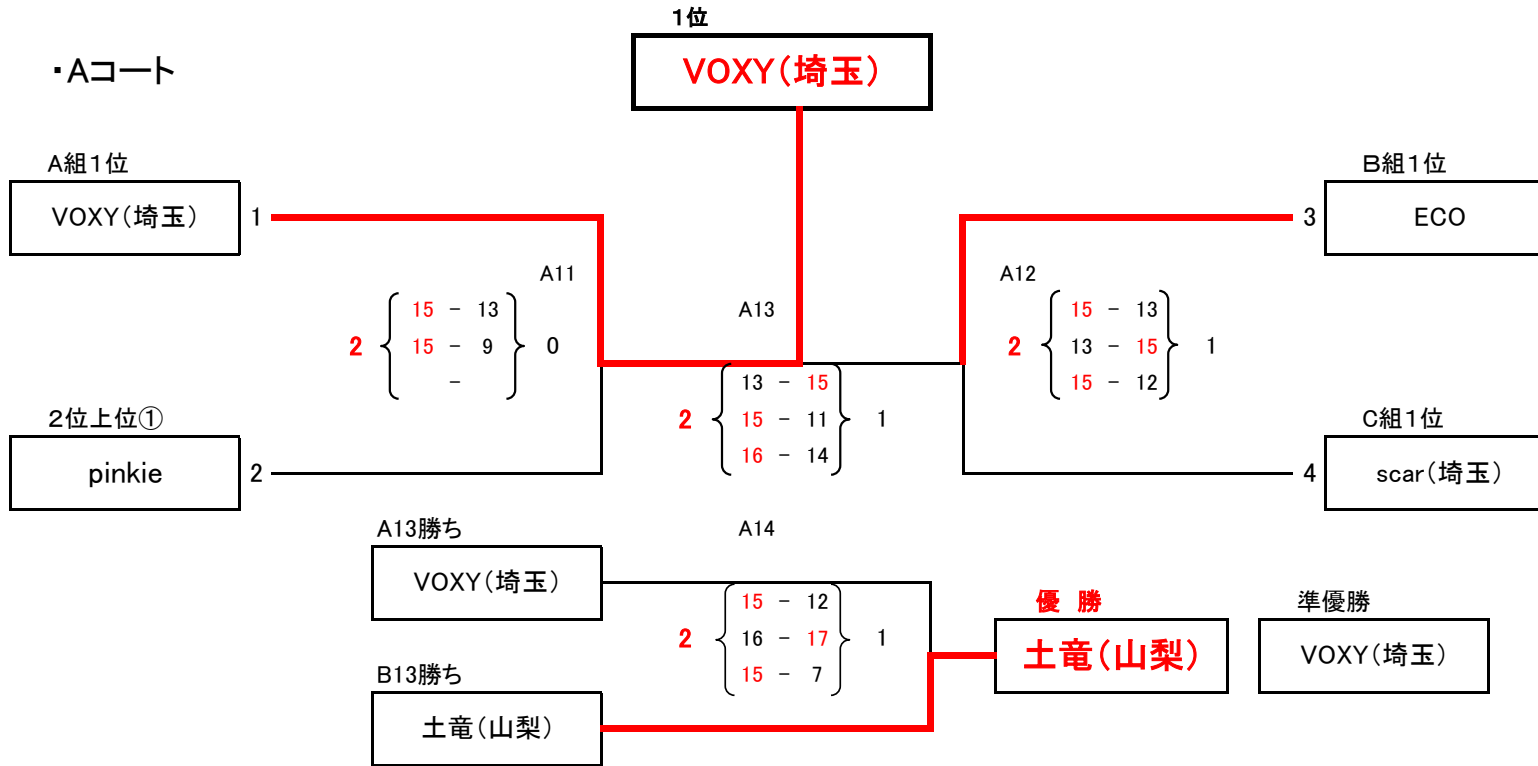 1位
VOXY(埼玉)
・Aコート
A組1位
VOXY(埼玉) 1
B組1位
3 ECO
A11
15 - 13
2 15 - 9 0
-
A13
13 - 15
2 15 - 11 1
16 - 14
A12
15 - 13
2 13 - 15 1
15 - 12
2位上位①
pinkie 2
C組1位
4 scar(埼玉)
A13勝ち
VOXY(埼玉)
A14
15 - 12
2 16 - 17 1
15 - 7
B13勝ち
土竜(山梨)
優 勝
土竜(山梨)
準優勝
VOXY(埼玉)